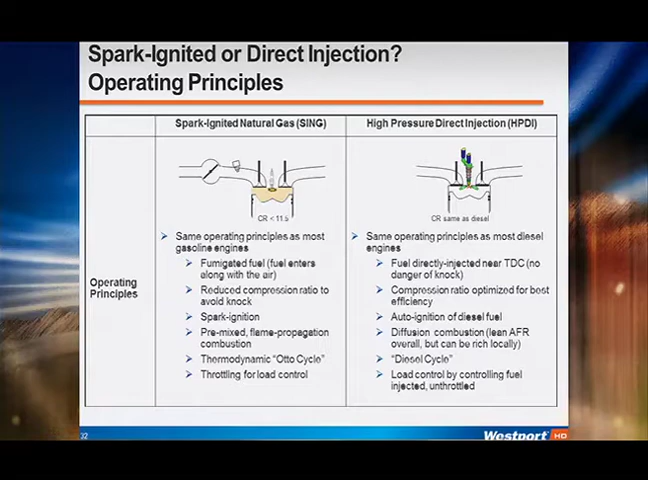 Spark-Ignited or Direct Injection?
Operating Principles
Spark-Ignited Natural Gas (SING)
High Pressure Direct Injection (HPDI)
Operating
Principles
CR < 11.5
Same operating principles as most
gasoline engines
Fumigated fuel (fuel enters
along with the air)
Reduced compression ratio to
avoid knock
Spark-ignition
Pre-mixed, flame-propagation
combustion
Thermodynamic "Otto Cycle"
Throttling for load control
CR same as diesel
Same operating principles as most diesel
engines
Fuel directly-injected near TDC (no
danger of knock)
Compression ratio optimized for best
efficiency
Auto-ignition of diesel fuel
Diffusion combustion (lean AFR
overall, but can be rich locally)
"Diesel Cycle"
Load control by controlling fuel
injected, unthrottled
32
Westport HD